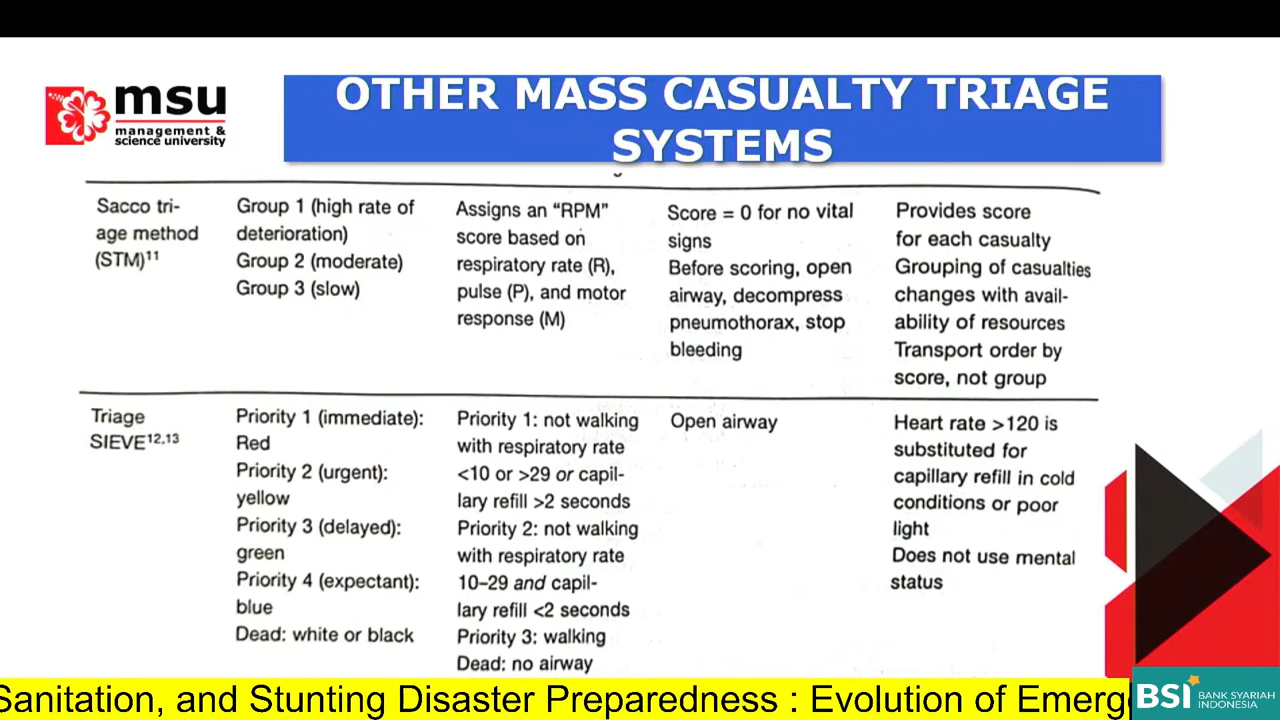 msu
management &
science university
OTHER MASS CASUALTY TRIAGE
SYSTEMS
Sacco tri-
age method
(STM)11
Group 1 (high rate of
deterioration)
Group 2 (moderate)
Group 3 (slow)
Assigns an “RPM”
score based on
respiratory rate (R),
pulse (P), and motor
response (M)
Score = 0 for no vital
signs
Before scoring, open
airway, decompress
pneumothorax, stop
bleeding
Provides score
for each casualty
Grouping of casualties
changes with avail-
ability of resources
Transport order by
score, not group
Triage
SIEVE12,13
Priority 1 (immediate):
Red
Priority 2 (urgent):
yellow
Priority 3 (delayed):
green
Priority 4 (expectant):
blue
Dead: white or black
Priority 1: not walking
with respiratory rate
<10 or >29 or capil-
lary refill >2 seconds
Priority 2: not walking
with respiratory rate
10–29 and capil-
lary refill <2 seconds
Priority 3: walking
Dead: no airway
Open airway
Heart rate >120 is
substituted for
capillary refill in cold
conditions or poor
light
Does not use mental
status
Sanitation, and Stunting Disaster Preparedness : Evolution of Emerg
BSI BANK SYARIAH
INDONESIA